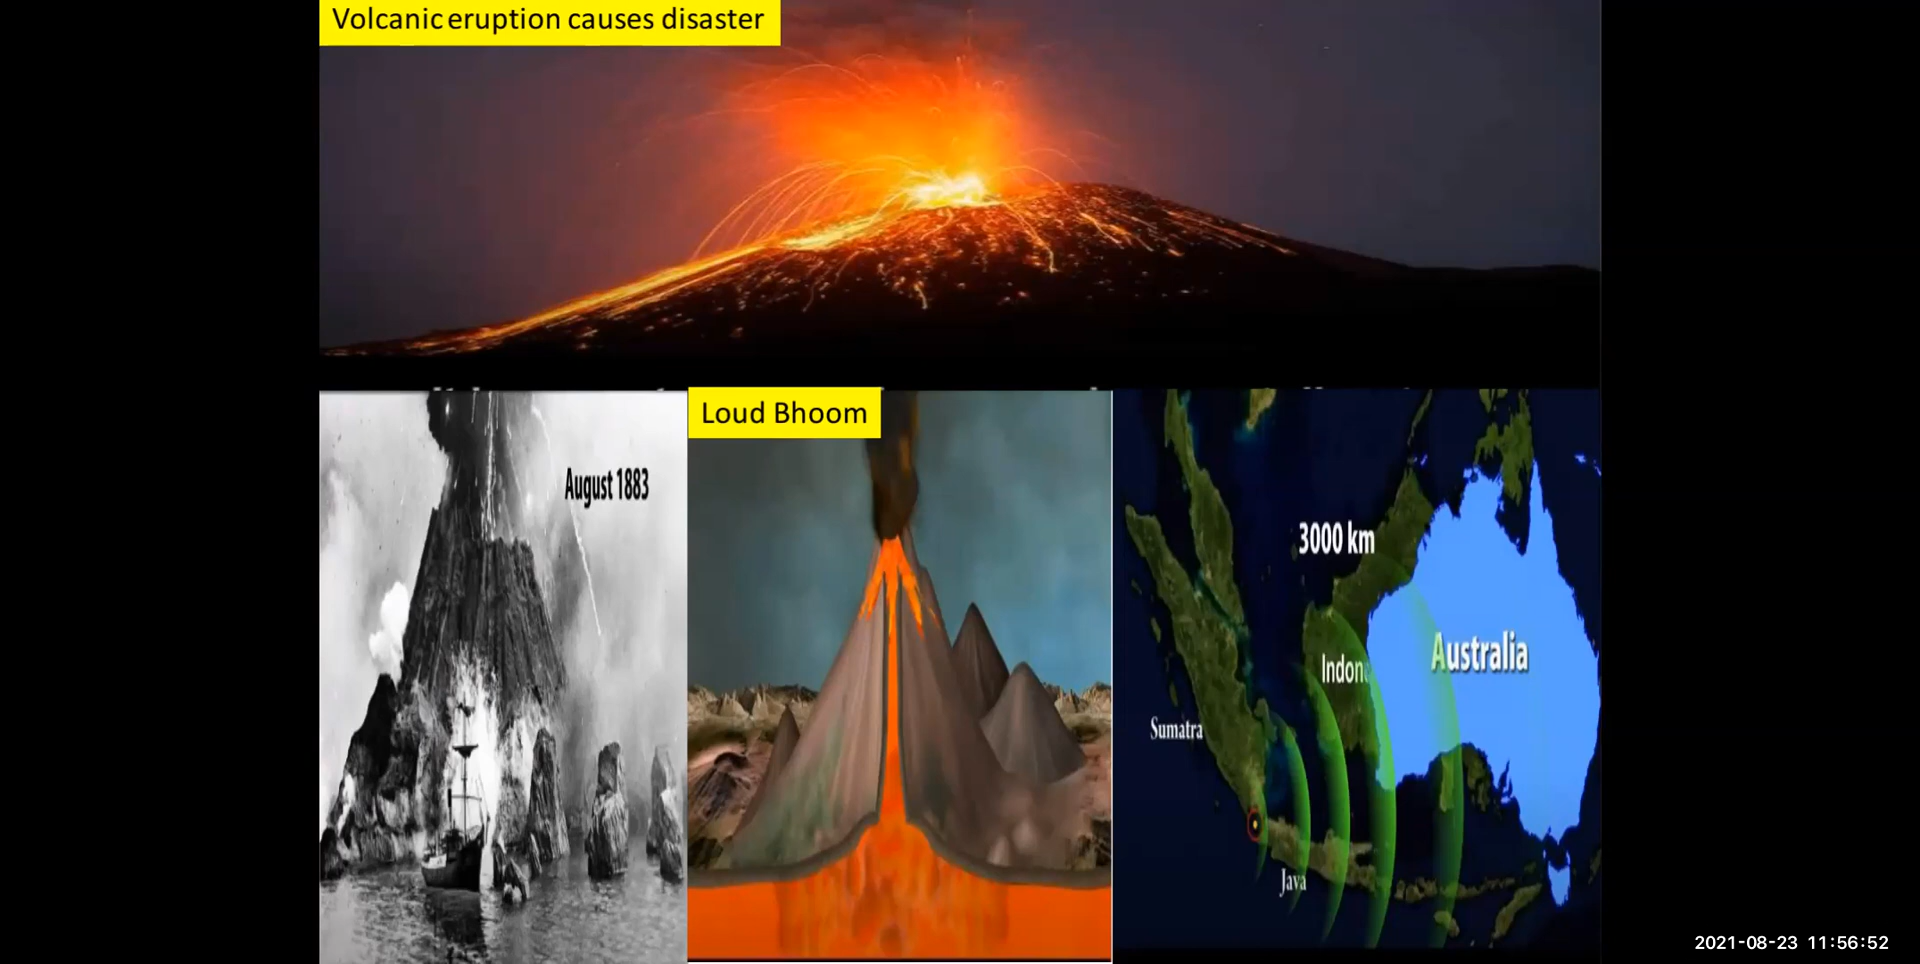 Volcanic eruption causes disaster
August 1883
Loud Bhoom
3000 km
Australia
Indon
Sumatra
Java
2021-08-23 11:56:52